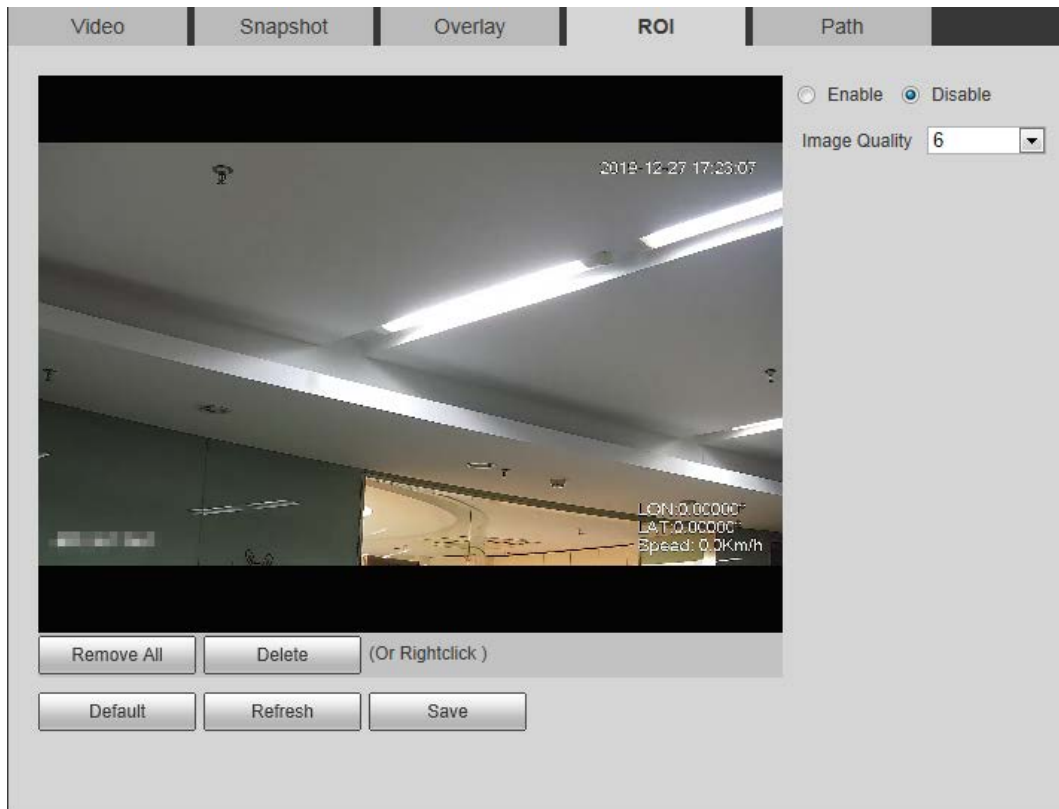 Video Snapshot Overlay ROI Path
Enable Disable
Image Quality 6
2019-12-27 17:23:07
LON:0.00000°
LAT:0.00000°
Speed: 0.0Km/h
Remove All Delete (Or Rightclick )
Default Refresh Save